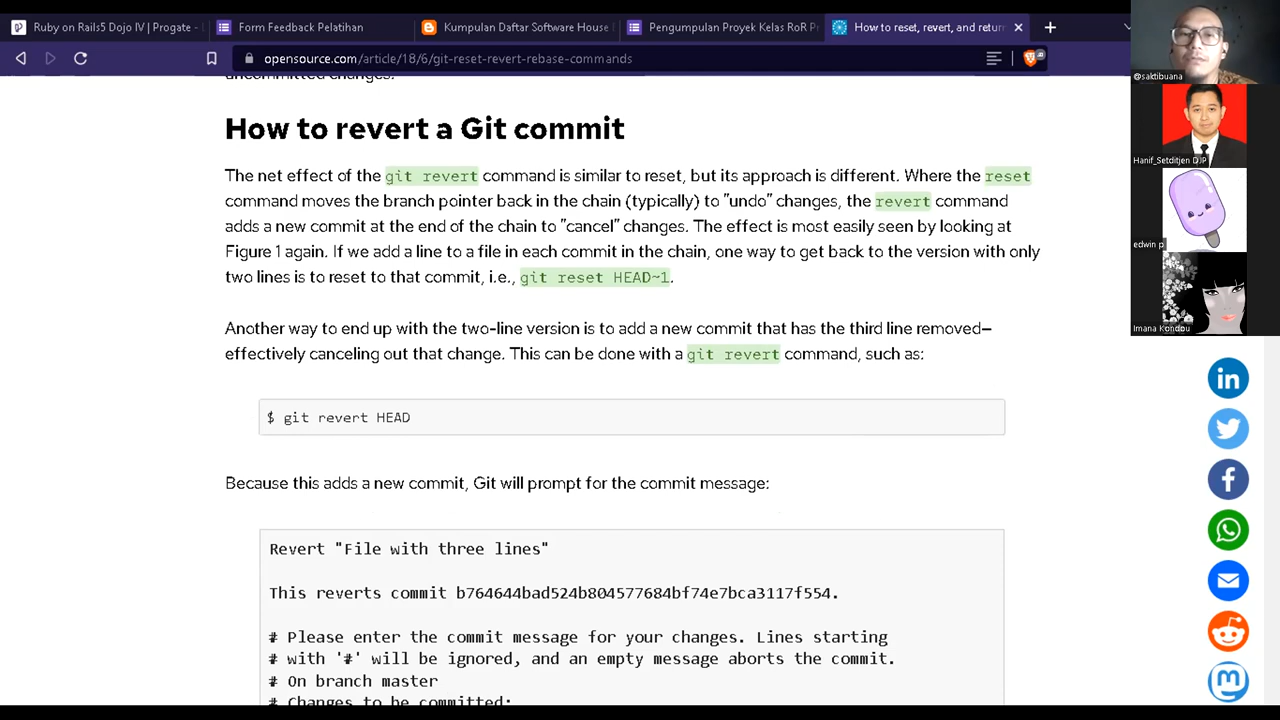 Ruby on Rails5 Dojo IV | Progate -
Form Feedback Pelatihan
Kumpulan Daftar Software House
Pengumpulan Proyek Kelas RoR P
How to reset, revert, and return
opensource.com/article/18/6/git-reset-revert-rebase-commands
uncommitted changes.
How to revert a Git commit
The net effect of the git revert command is similar to reset, but its approach is different. Where the reset
command moves the branch pointer back in the chain (typically) to "undo" changes, the revert command
adds a new commit at the end of the chain to "cancel" changes. The effect is most easily seen by looking at
Figure 1 again. If we add a line to a file in each commit in the chain, one way to get back to the version with only
two lines is to reset to that commit, i.e., git reset HEAD~1.
Another way to end up with the two-line version is to add a new commit that has the third line removed—
effectively canceling out that change. This can be done with a git revert command, such as:
$ git revert HEAD
Because this adds a new commit, Git will prompt for the commit message:
Revert "File with three lines"
This reverts commit b764644bad524b804577684bf74e7bca3117f554.
# Please enter the commit message for your changes. Lines starting
# with '#' will be ignored, and an empty message aborts the commit.
# On branch master
# Changes to be committed:
@saktibuana
Hanif_Setditjen DJP
edwin p
Imana Kondou